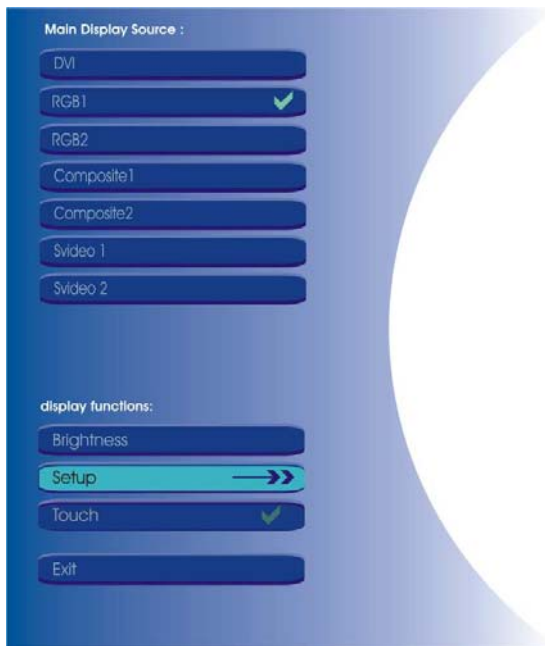 Main Display Source :
DVI
RGB1
RGB2
Composite1
Composite2
Svideo 1
Svideo 2
display functions:
Brightness
Setup
Touch
Exit